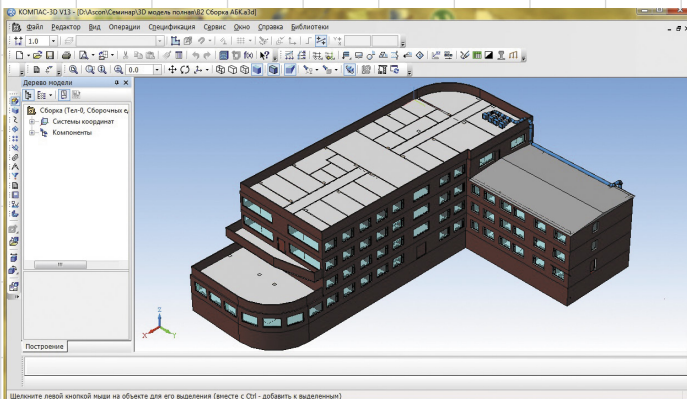 КОМПАС-3D V13 - [D:\Ascon\Семинар\3D модель полная\В2 Сборка АБК.a3d]
Файл Редактор Вид Операции Спецификация Сервис Окно Справка Библиотеки
1.0
0.0
Дерево модели
Сборка (Тел-0, Сборочных е,
Системы координат
Компоненты
Построение
Z
X
Y
Щелкните левой кнопкой мыши на объекте для его выделения (вместе с Ctrl - добавить к выделенным)